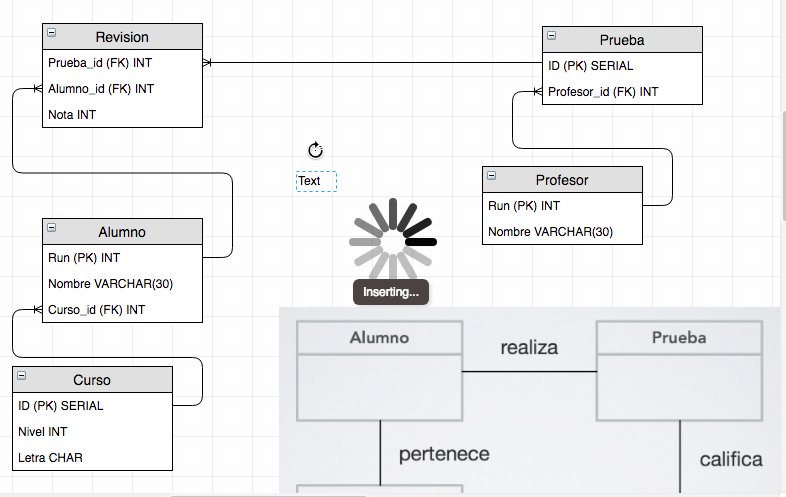 Revision
Prueba_id (FK) INT
Alumno_id (FK) INT
Nota INT
Prueba
ID (PK) SERIAL
Profesor_id (FK) INT
Text
Profesor
Run (PK) INT
Nombre VARCHAR(30)
Alumno
Run (PK) INT
Nombre VARCHAR(30)
Curso_id (FK) INT
Inserting...
Curso
ID (PK) SERIAL
Nivel INT
Letra CHAR
Alumno
realiza
Prueba
pertenece
califica